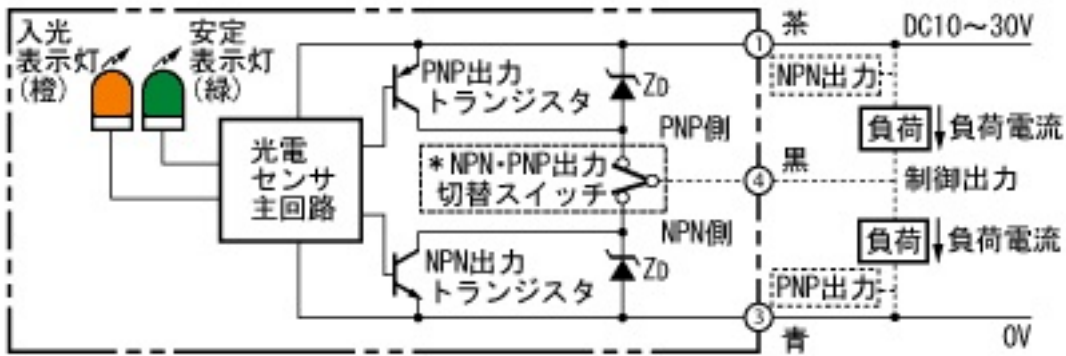 入光
表示灯
(橙)
安定
表示灯
(緑)
光電
センサ
主回路
PNP出力
トランジスタ
ZD
PNP側
*NPN・PNP出力
切替スイッチ
NPN側
NPN出力
トランジスタ
ZD
1
茶
DC10～30V
NPN出力
負荷
負荷電流
4
黒
制御出力
負荷
負荷電流
PNP出力
3
青
0V